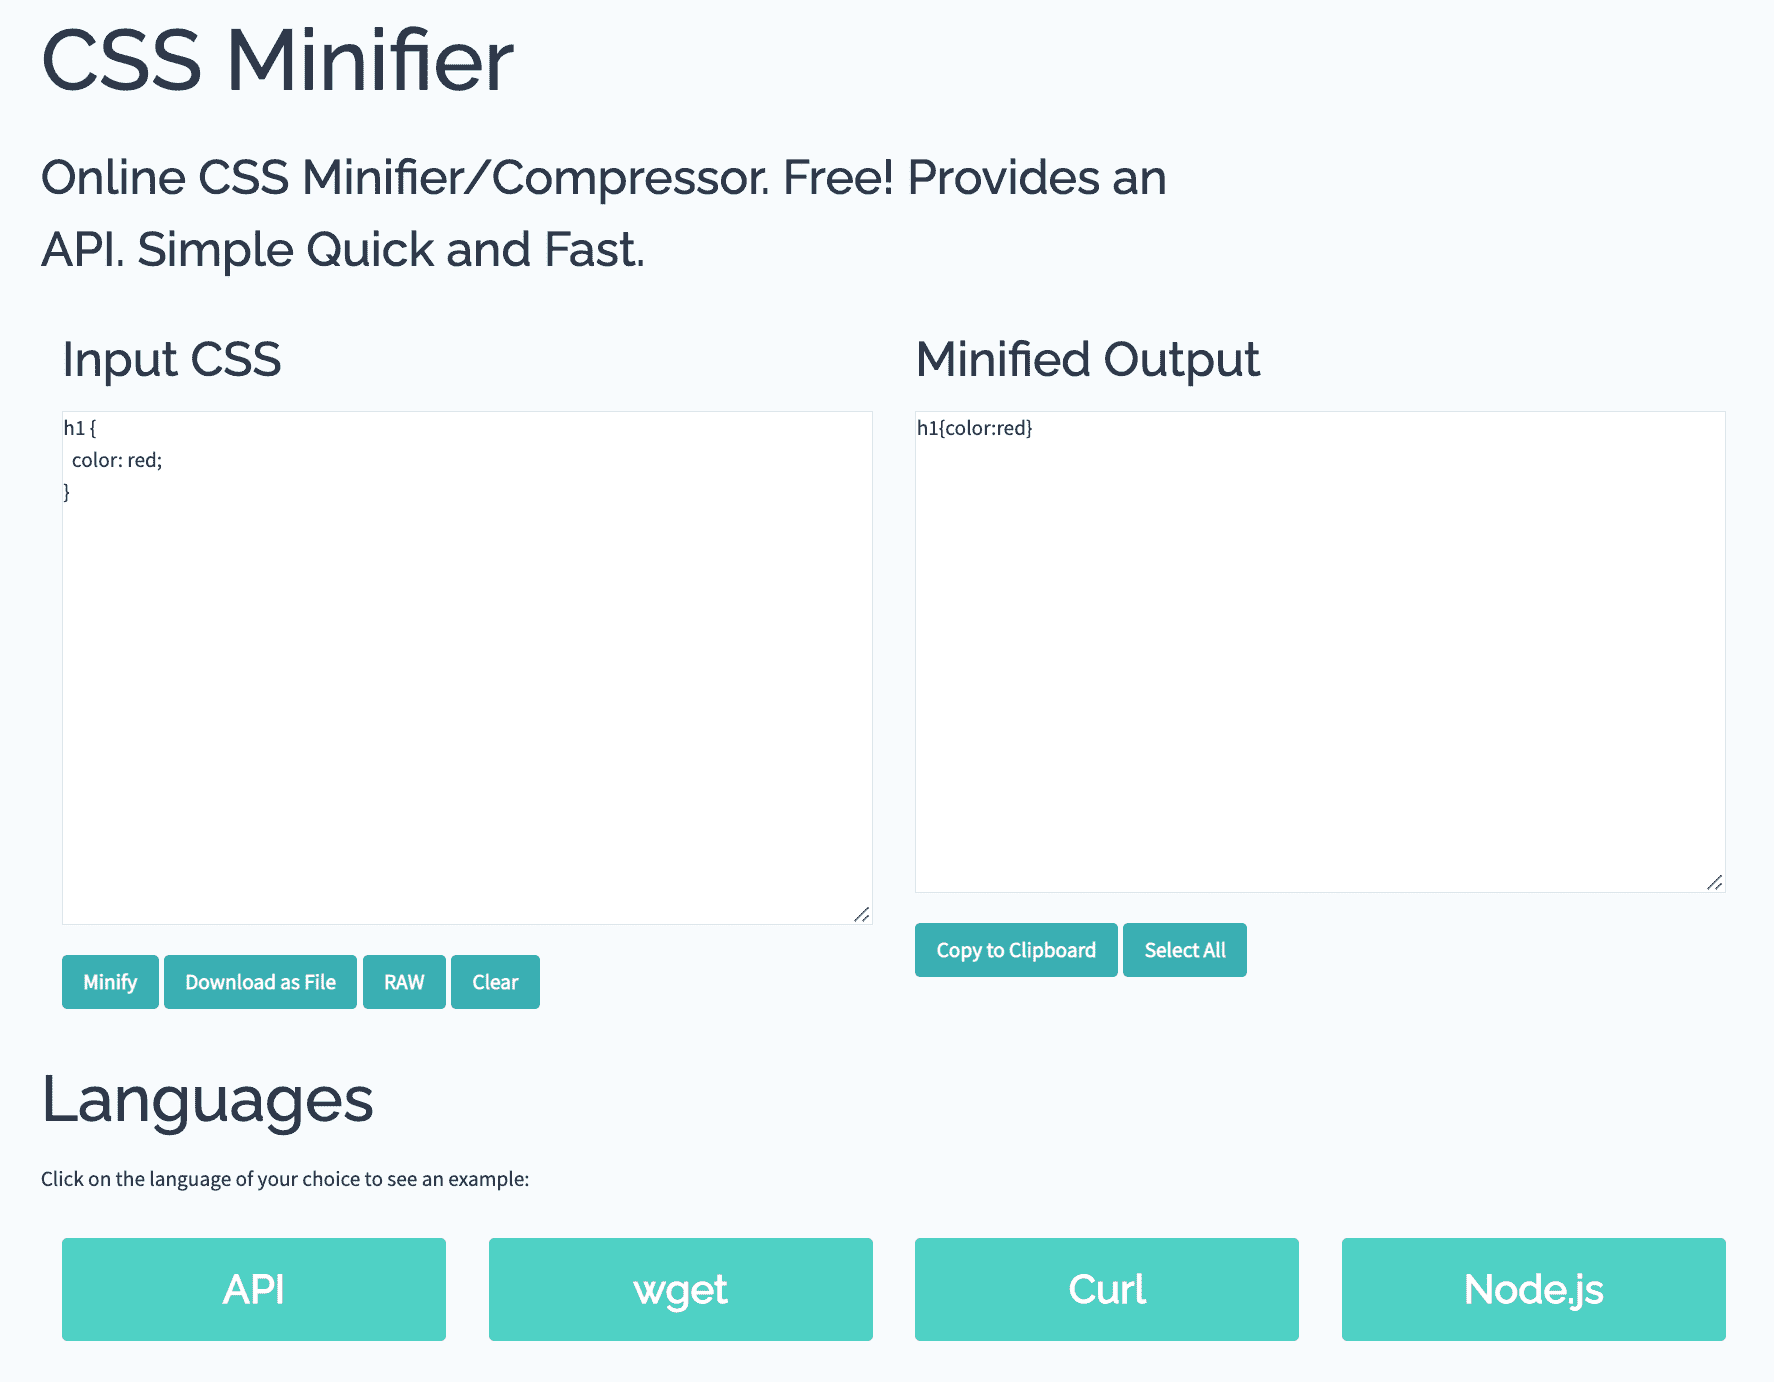 CSS Minifier
Online CSS Minifier/Compressor. Free! Provides an
API. Simple Quick and Fast.
Input CSS
h1 {
  color: red;
}
Minify
Download as File
RAW
Clear
Minified Output
h1{color:red}
Copy to Clipboard
Select All
Languages
Click on the language of your choice to see an example:
API
wget
Curl
Node.js